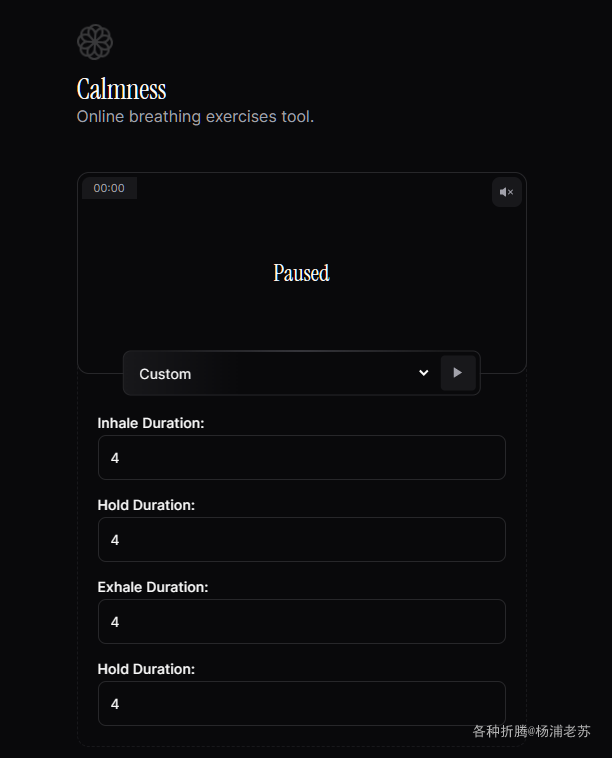 Calmness
Online breathing exercises tool.
00:00
Paused
Custom
Inhale Duration:
4
Hold Duration:
4
Exhale Duration:
4
Hold Duration:
4
各种折腾@杨浦老苏